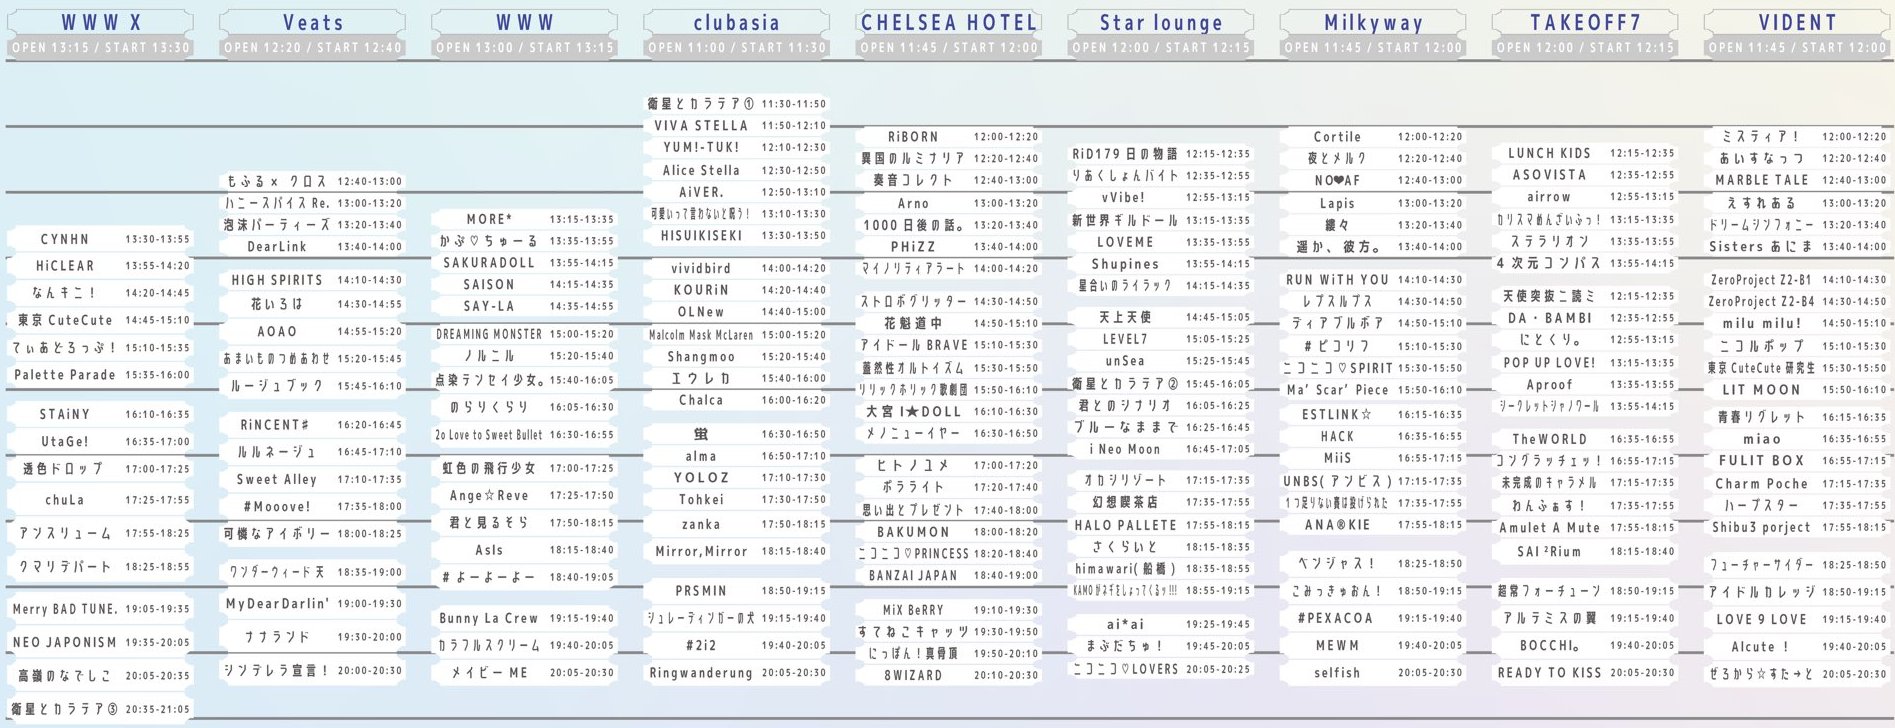 WWW X
OPEN 13:15 / START 13:30
CYNHN 13:30-13:55
HiCLEAR 13:55-14:20
なんキニ！ 14:20-14:45
東京 CuteCute 14:45-15:10
てぃあどろっぷ！ 15:10-15:35
Palette Parade 15:35-16:00
STAiNY 16:10-16:35
UtaGe! 16:35-17:00
透色ドロップ 17:00-17:25
chuLa 17:25-17:55
アンスリューム 17:55-18:25
クマリデパート 18:25-18:55
Merry BAD TUNE. 19:05-19:35
NEO JAPONISM 19:35-20:05
高嶺のなでしこ 20:05-20:35
衛星とカラテア③ 20:35-21:05
Veats
OPEN 12:20 / START 12:40
もふる× クロス 12:40-13:00
ハニースパイス Re. 13:00-13:20
泡沫パーティーズ 13:20-13:40
DearLink 13:40-14:00
HIGH SPIRITS 14:10-14:30
花いろは 14:30-14:55
AOAO 14:55-15:20
あまいものつめあわせ 15:20-15:45
ルージュブック 15:45-16:10
RiNCENT♯ 16:20-16:45
ルルネージュ 16:45-17:10
Sweet Alley 17:10-17:35
#Mooove! 17:35-18:00
可憐なアイボリー 18:00-18:25
ワンダーウィード天 18:35-19:00
MyDearDarlin' 19:00-19:30
ナナランド 19:30-20:00
シンデレラ宣言！ 20:00-20:30
WWW
OPEN 13:00 / START 13:15
MORE* 13:15-13:35
かぷ♡ちゅーる 13:35-13:55
SAKURADOLL 13:55-14:15
SAISON 14:15-14:35
SAY-LA 14:35-14:55
DREAMING MONSTER 15:00-15:20
ノルニル 15:20-15:40
点染テンセイ少女。 15:40-16:05
のらりくらり 16:05-16:30
2o Love to Sweet Bullet 16:30-16:55
虹色の飛行少女 17:00-17:25
Ange☆Reve 17:25-17:50
君と見るそら 17:50-18:15
AsIs 18:15-18:40
# よーよーよー 18:40-19:05
Bunny La Crew 19:15-19:40
カラフルスクリーム 19:40-20:05
メイビー ME 20:05-20:30
clubasia
OPEN 11:00 / START 11:30
衛星とカラテア① 11:30-11:50
VIVA STELLA 11:50-12:10
YUM!-TUK! 12:10-12:30
Alice Stella 12:30-12:50
AiVER. 12:50-13:10
可愛いって言わないと呪う！ 13:10-13:30
HISUIKISEKI 13:30-13:50
vividbird 14:00-14:20
KOURiN 14:20-14:40
OLNew 14:40-15:00
Malcolm Mask McLaren 15:00-15:20
Shangmoo 15:20-15:40
エウレカ 15:40-16:00
Chalca 16:00-16:20
蛍 16:30-16:50
alma 16:50-17:10
YOLOZ 17:10-17:30
Tohkei 17:30-17:50
zanka 17:50-18:15
Mirror,Mirror 18:15-18:40
PRSMIN 18:50-19:15
シュレーディンガーの犬 19:15-19:40
#2i2 19:40-20:05
Ringwanderung 20:05-20:30
CHELSEA HOTEL
OPEN 11:45 / START 12:00
RiBORN 12:00-12:20
異国のルミナリア 12:20-12:40
奏音コレクト 12:40-13:00
Arno 13:00-13:20
1000 日後の話。 13:20-13:40
PHiZZ 13:40-14:00
マイノリティアラート 14:00-14:20
ストロボグリッター 14:30-14:50
花魁道中 14:50-15:10
アイドール BRAVE 15:10-15:30
蓋然性オルトイズム 15:30-15:50
リリックホリック歌劇団 15:50-16:10
大宮 I★DOLL 16:10-16:30
メノニューイヤー 16:30-16:50
ヒトノユメ 17:00-17:20
ポラライト 17:20-17:40
思い出とプレゼント 17:40-18:00
BAKUMON 18:00-18:20
ニコニコ♡PRINCESS 18:20-18:40
BANZAI JAPAN 18:40-19:00
MiX BeRRY 19:10-19:30
すてねこキャッツ 19:30-19:50
にっぽん！真骨頂 19:50-20:10
8WIZARD 20:10-20:30
Star lounge
OPEN 12:00 / START 12:15
RiD179 日の物語 12:15-12:35
りあくしょんバイト 12:35-12:55
vVibe! 12:55-13:15
新世界ギルドール 13:15-13:35
LOVEME 13:35-13:55
Shupines 13:55-14:15
星合いのライラック 14:15-14:35
天上天使 14:45-15:05
LEVEL7 15:05-15:25
unSea 15:25-15:45
衛星とカラテア② 15:45-16:05
君とのシナリオ 16:05-16:25
ブルーなままで 16:25-16:45
i Neo Moon 16:45-17:05
オカシリゾート 17:15-17:35
幻想喫茶店 17:35-17:55
HALO PALLETE 17:55-18:15
さくらいと 18:15-18:35
himawari( 船橋 ) 18:35-18:55
KAMO がネギをしょってくるッ!!! 18:55-19:15
ai*ai 19:25-19:45
まぶだちゅ！ 19:45-20:05
ニコニコ♡LOVERS 20:05-20:25
Milkyway
OPEN 11:45 / START 12:00
Cortile 12:00-12:20
夜とメルク 12:20-12:40
NO❤AF 12:40-13:00
Lapis 13:00-13:20
縷々 13:20-13:40
遥か、彼方。 13:40-14:00
RUN WiTH YOU 14:10-14:30
レプスルプス 14:30-14:50
ディアブルボア 14:50-15:10
# ピコリフ 15:10-15:30
ニコニコ♡SPIRIT 15:30-15:50
Ma' Scar' Piece 15:50-16:10
ESTLINK☆ 16:15-16:35
HACK 16:35-16:55
MiiS 16:55-17:15
UNBS( アンビス ) 17:15-17:35
1つ足りない賽は投げられた 17:35-17:55
ANA®KIE 17:55-18:15
ベンジャス！ 18:25-18:50
こみっきゅおん！ 18:50-19:15
#PEXACOA 19:15-19:40
MEWM 19:40-20:05
selfish 20:05-20:30
TAKEOFF7
OPEN 12:00 / START 12:15
LUNCH KIDS 12:15-12:35
ASOVISTA 12:35-12:55
airrow 12:55-13:15
カリスマめんざいふっ！ 13:15-13:35
ステラリオン 13:35-13:55
4 次元コンパス 13:55-14:15
天使突抜ニ読ミ 12:15-12:35
DA・BAMBI 12:35-12:55
にとくり。 12:55-13:15
POP UP LOVE! 13:15-13:35
Aproof 13:35-13:55
シークレットシャノワール 13:55-14:15
TheWORLD 16:35-16:55
コングラッチェッ！ 16:55-17:15
未完成のキャラメル 17:15-17:35
わんふぁす！ 17:35-17:55
Amulet A Mute 17:55-18:15
SAI²Rium 18:15-18:40
超常フォーチューン 18:50-19:15
アルテミスの翼 19:15-19:40
BOCCHI。 19:40-20:05
READY TO KISS 20:05-20:30
VIDENT
OPEN 11:45 / START 12:00
ミスティア！ 12:00-12:20
あいすなっつ 12:20-12:40
MARBLE TALE 12:40-13:00
えすれある 13:00-13:20
ドリームシンフォニー 13:20-13:40
Sisters あにま 13:40-14:00
ZeroProject Z2-B1 14:10-14:30
ZeroProject Z2-B4 14:30-14:50
milu milu! 14:50-15:10
ニコルポップ 15:10-15:30
東京 CuteCute 研究生 15:30-15:50
LIT MOON 15:50-16:10
青春リグレット 16:15-16:35
miao 16:35-16:55
FULIT BOX 16:55-17:15
Charm Poche 17:15-17:35
ハープスター 17:35-17:55
Shibu3 porject 17:55-18:15
フューチャーサイダー 18:25-18:50
アイドルカレッジ 18:50-19:15
LOVE 9 LOVE 19:15-19:40
Alcute ! 19:40-20:05
ぜろから☆すた→と 20:05-20:30